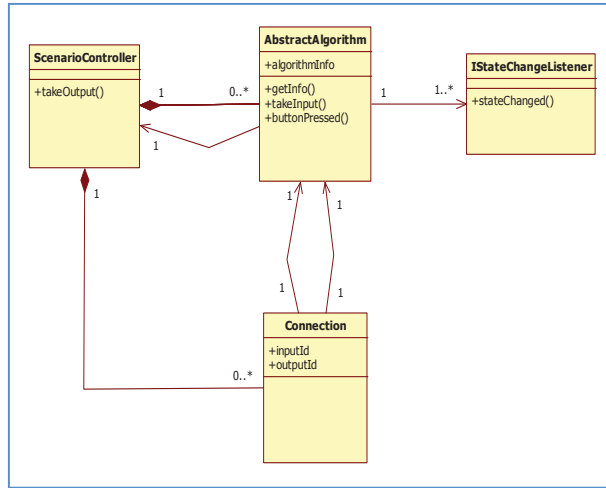 ScenarioController
+takeOutput()
AbstractAlgorithm
+algorithmInfo
+getInfo()
+takeInput()
+buttonPressed()
IStateChangeListener
+stateChanged()
1
0..*
1
1
1..*
1
1
1
1
1
0..*
Connection
+inputId
+outputId